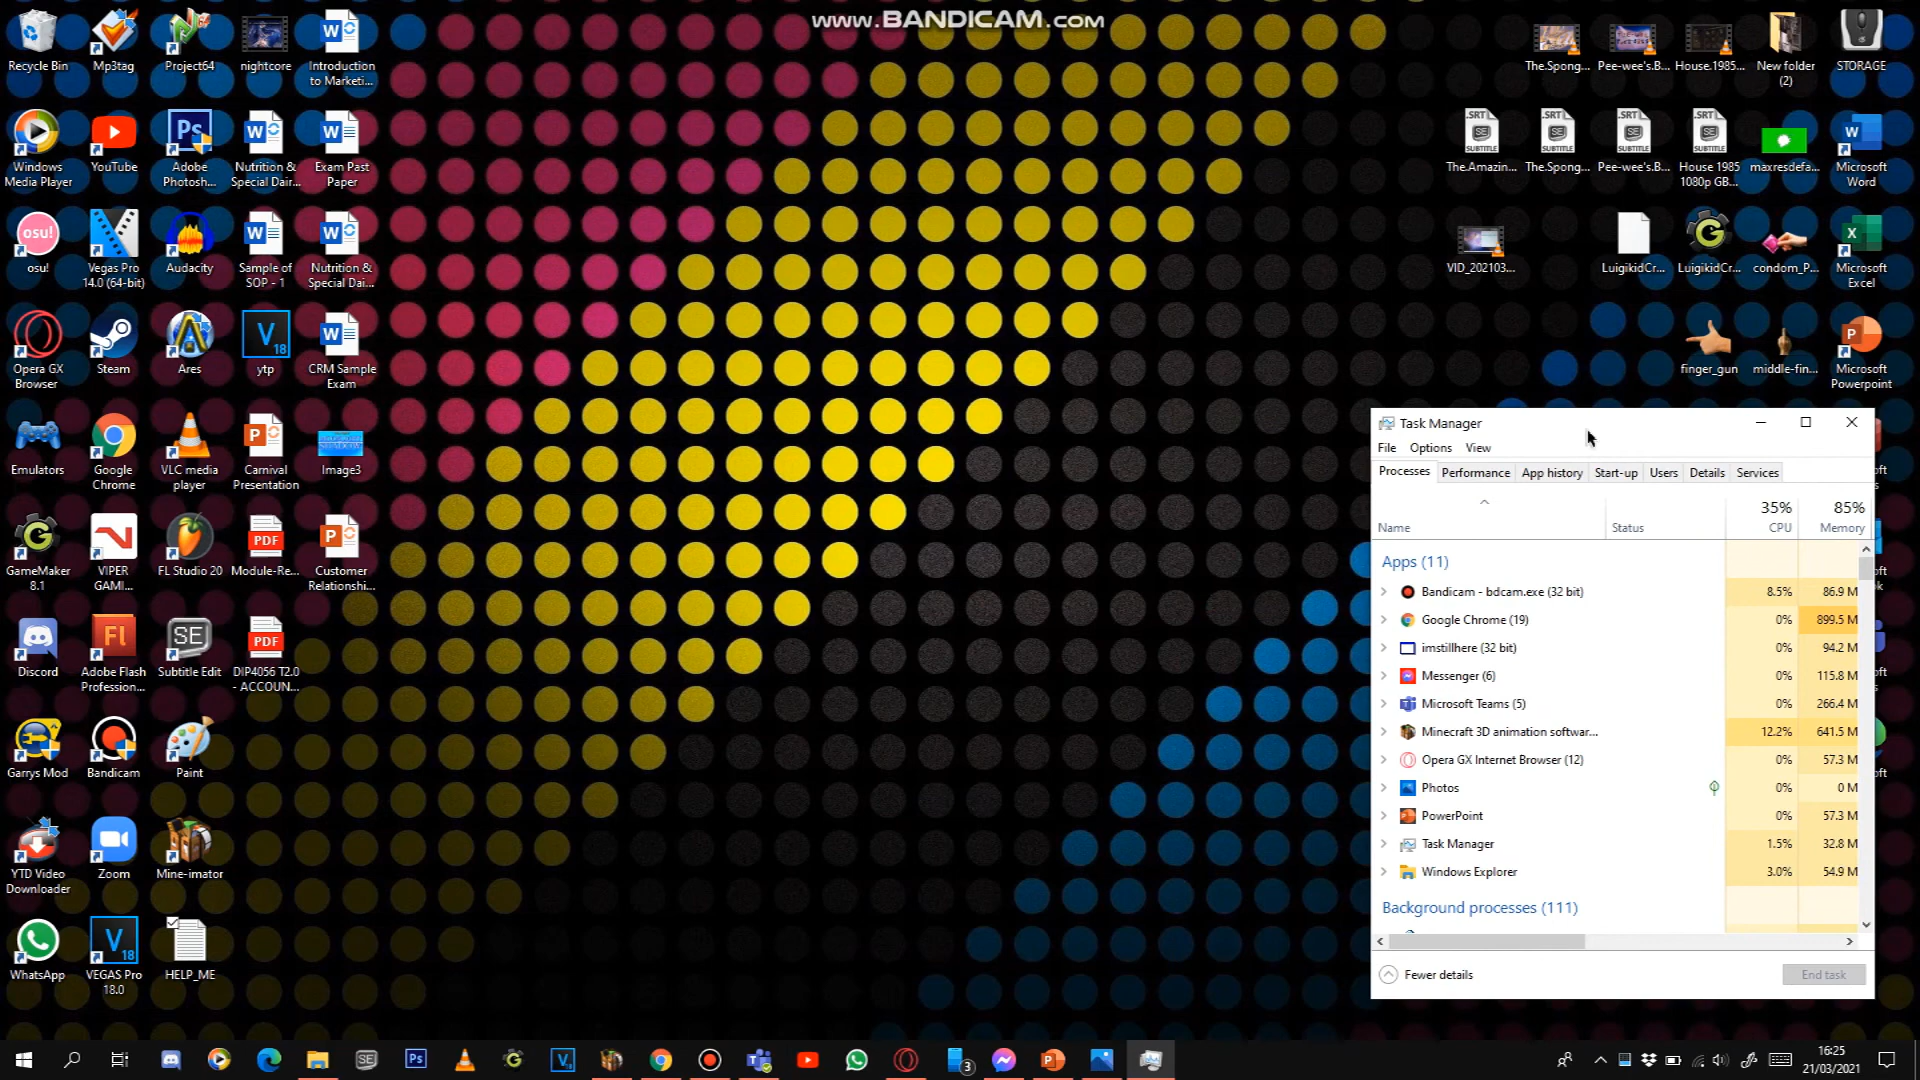 www.BANDICAM.com
Recycle Bin
Mp3tag
Project64
nightcore
Introduction
to Marketi...
The.Spong...
Pee-wee's.B...
House.1985...
New folder
(2)
STORAGE
Windows
Media Player
YouTube
Adobe
Photosh...
Nutrition &
Special Dair...
Exam Past
Paper
The.Amazin...
The.Spong...
Pee-wee's.B...
House 1985
1080p GB...
maxresdefa...
Microsoft
Word
osu!
Vegas Pro
14.0 (64-bit)
Audacity
Sample of
SOP - 1
Nutrition &
Special Dai...
VID_202103...
LuigikidCr...
LuigikidCr...
condom_P...
Microsoft
Excel
Opera GX
Browser
Steam
Ares
ytp
CRM Sample
Exam
finger_gun
middle-fin...
Microsoft
Powerpoint
Emulators
Google
Chrome
VLC media
player
Carnival
Presentation
Image3
GameMaker
8.1
VIPER
GAMI...
FL Studio 20
Module-Re...
Customer
Relationshi...
Discord
Adobe Flash
Profession...
Subtitle Edit
DIP4056 T2.0
- ACCOUN...
Garrys Mod
Bandicam
Paint
YTD Video
Downloader
Zoom
Mine-imator
WhatsApp
VEGAS Pro
18.0
HELP_ME
Task Manager
File Options View
Processes Performance App history Start-up Users Details Services
35% 85%
Name Status CPU Memory
Apps (11)
Bandicam - bdcam.exe (32 bit) 8.5% 86.9 M
Google Chrome (19) 0% 899.5 M
imstillhere (32 bit) 0% 94.2 M
Messenger (6) 0% 115.8 M
Microsoft Teams (5) 0% 266.4 M
Minecraft 3D animation softwar... 12.2% 641.5 M
Opera GX Internet Browser (12) 0% 57.3 M
Photos 0% 0 M
PowerPoint 0% 57.3 M
Task Manager 1.5% 32.8 M
Windows Explorer 3.0% 54.9 M
Background processes (111)
Fewer details
End task
16:25
21/03/2021